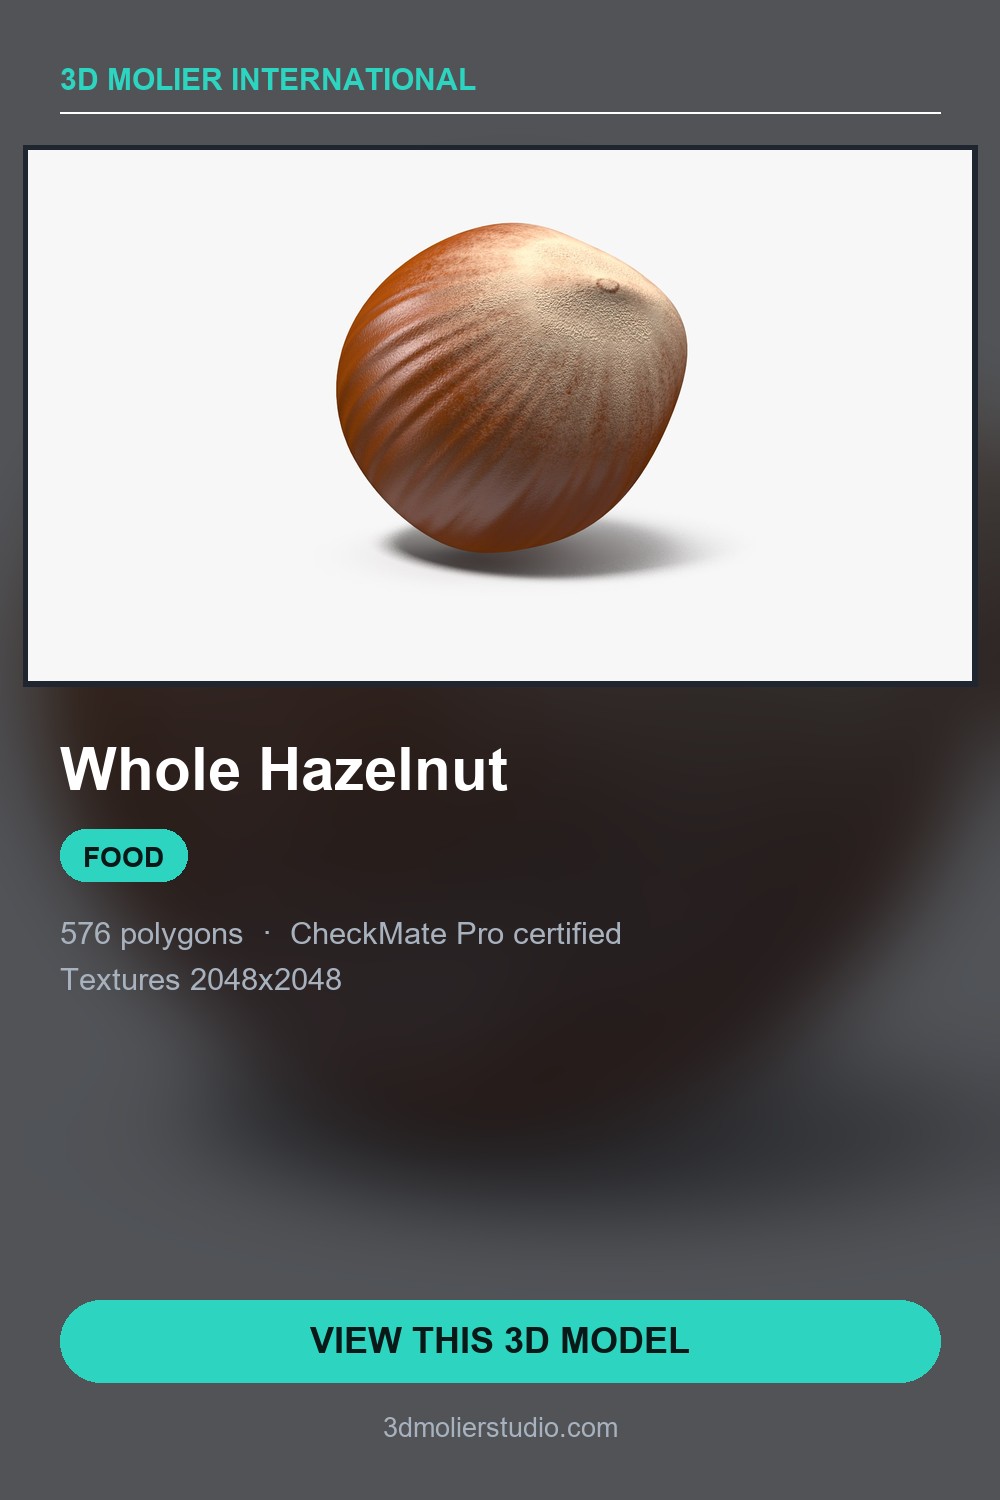 3D MOLIER INTERNATIONAL
Whole Hazelnut
FOOD
576 polygons · CheckMate Pro certified
Textures 2048x2048
VIEW THIS 3D MODEL
3dmolierstudio.com